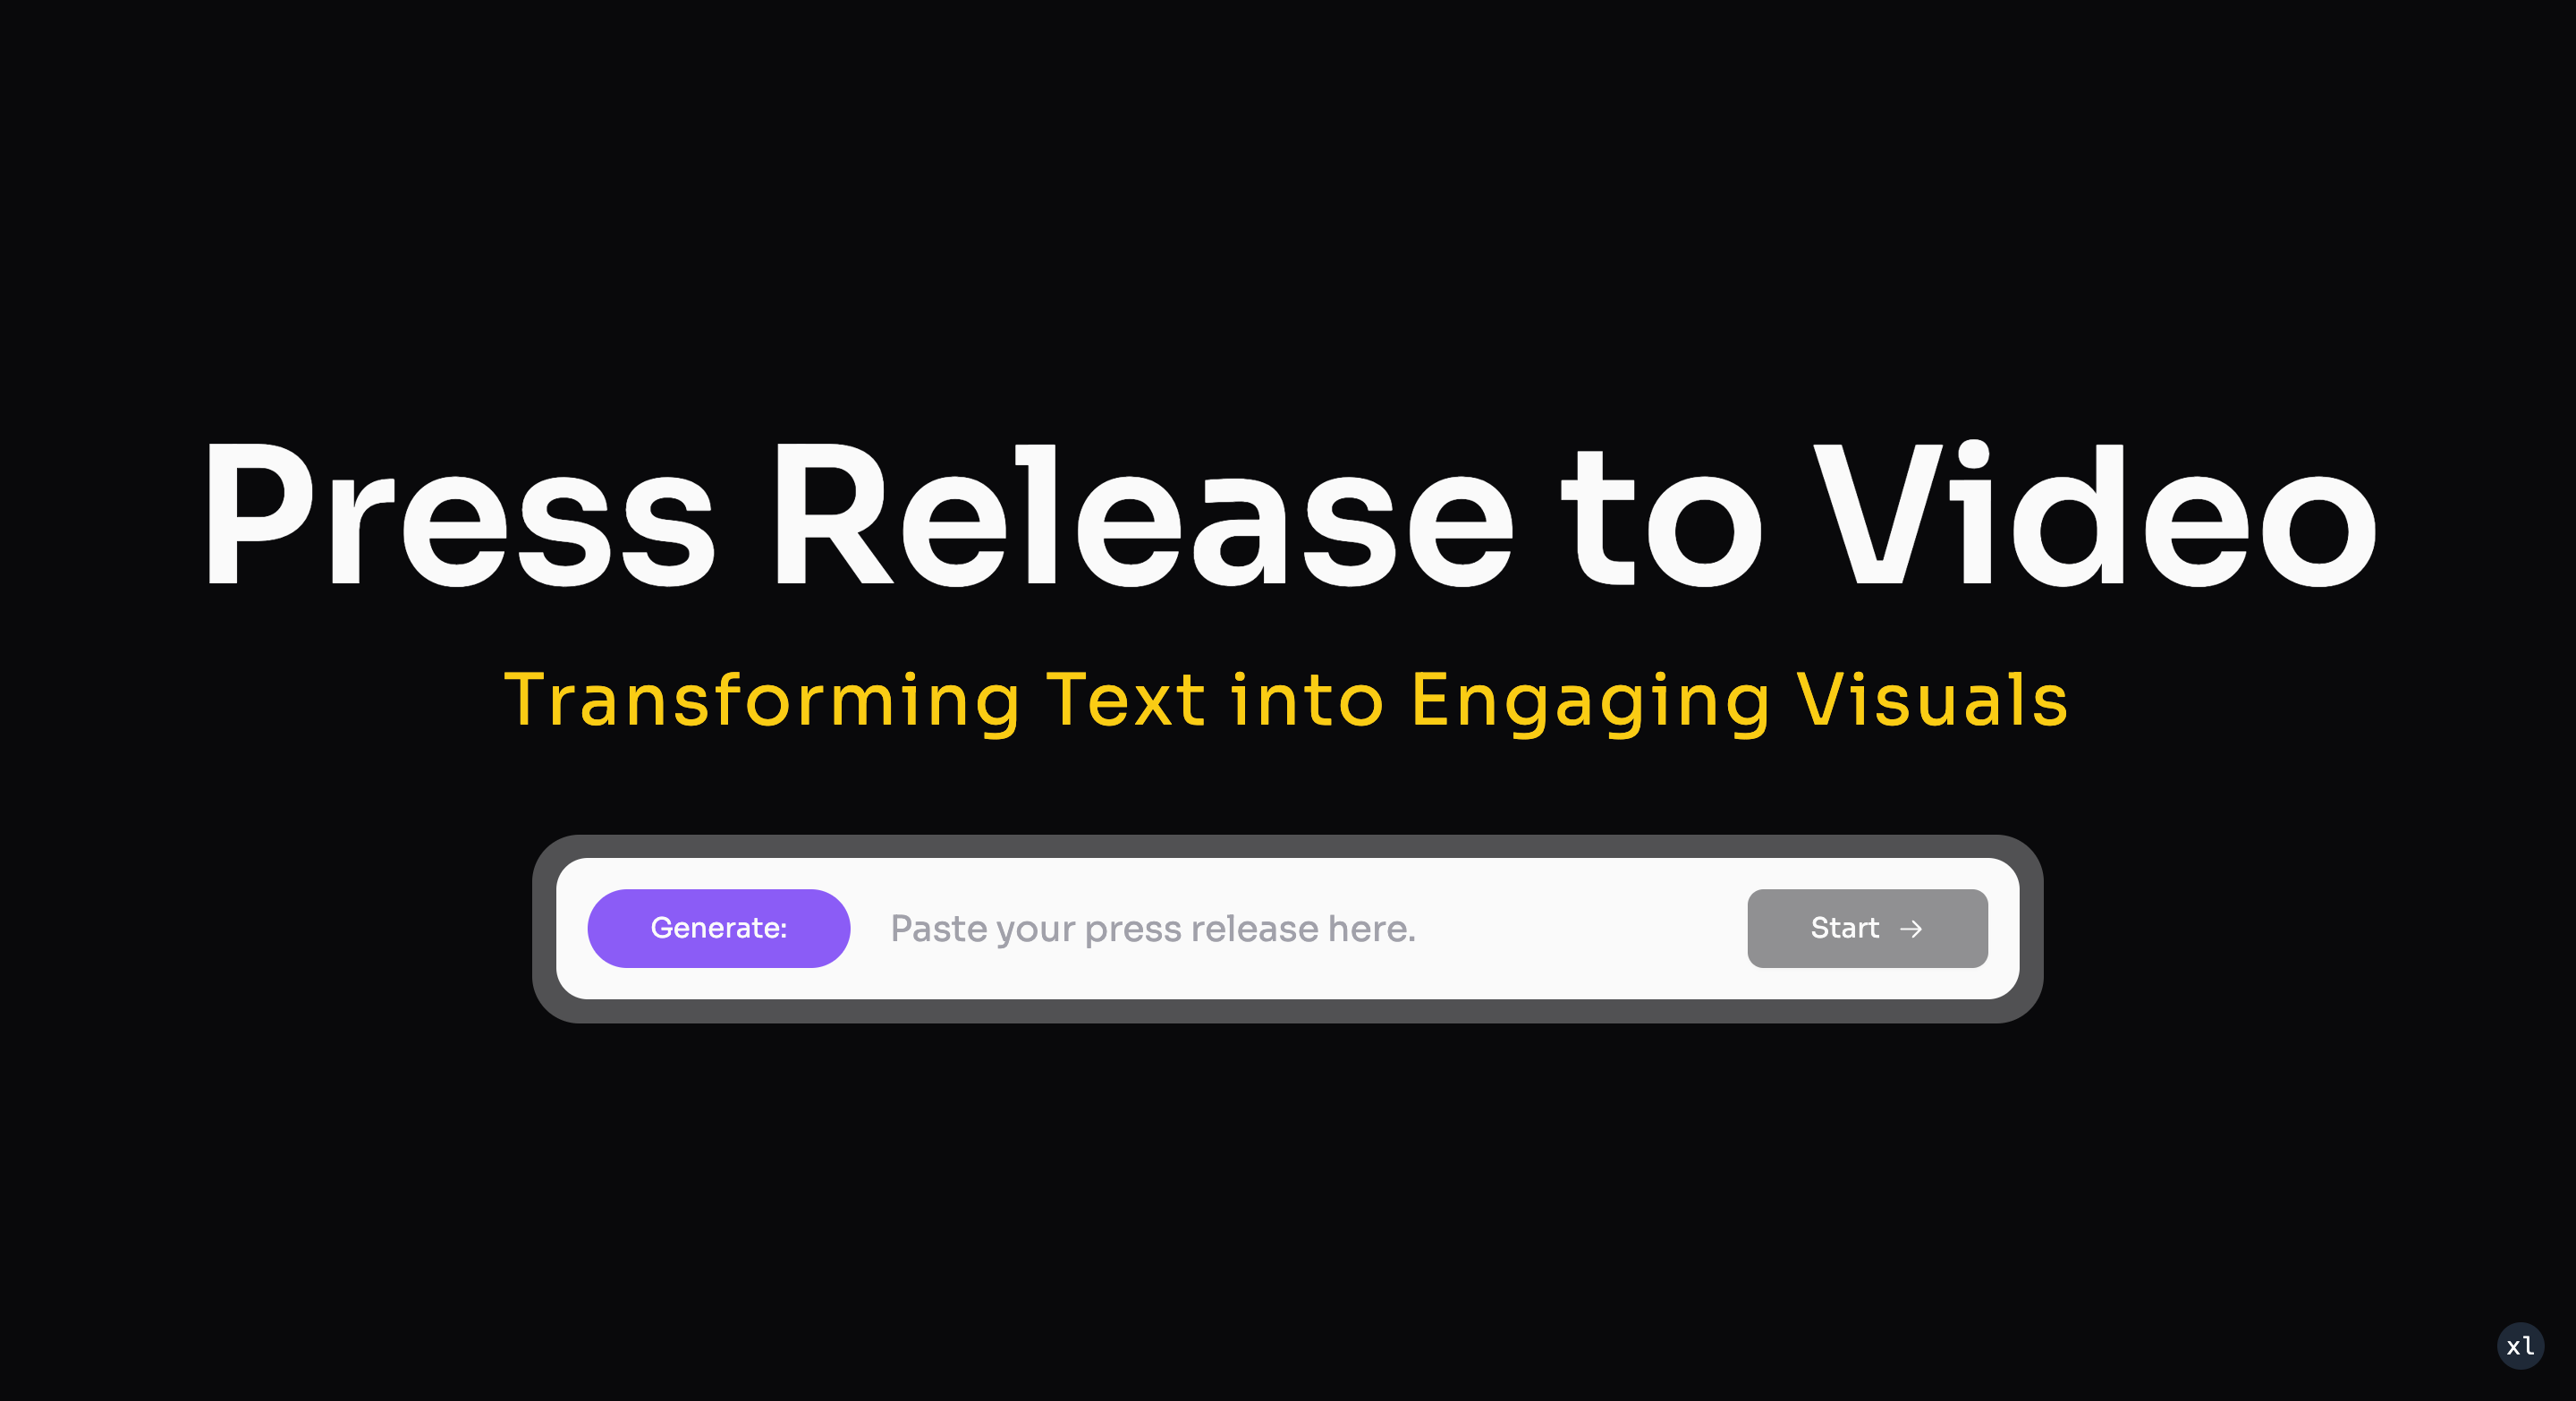 Press Release to Video
Transforming Text into Engaging Visuals
Generate: Paste your press release here. Start →
xl